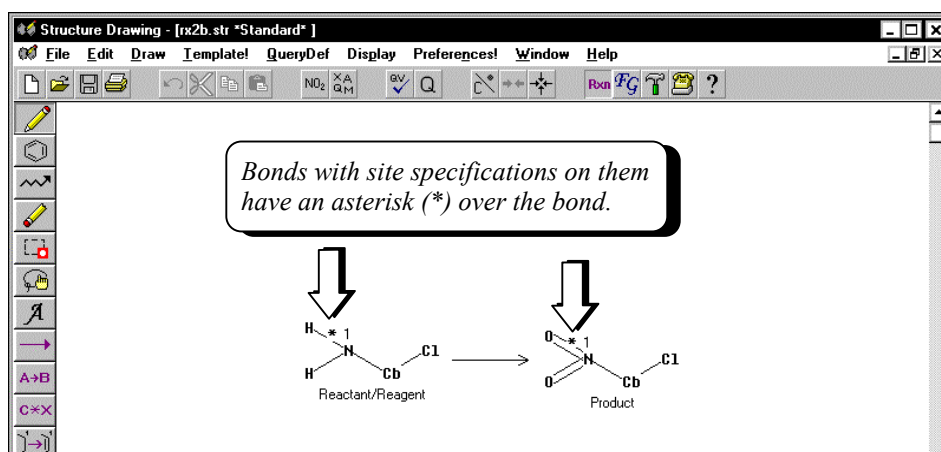 Structure Drawing - [rx2b.str *Standard* ]
File Edit Draw Template! QueryDef Display Preferences! Window Help
NO2 XA QM QV Q C Rxn FG ?
Bonds with site specifications on them
have an asterisk (*) over the bond.
A
A→B
C*X
H * 1
N Cl
H Cb
Reactant/Reagent
O * 1
N Cl
O Cb
Product